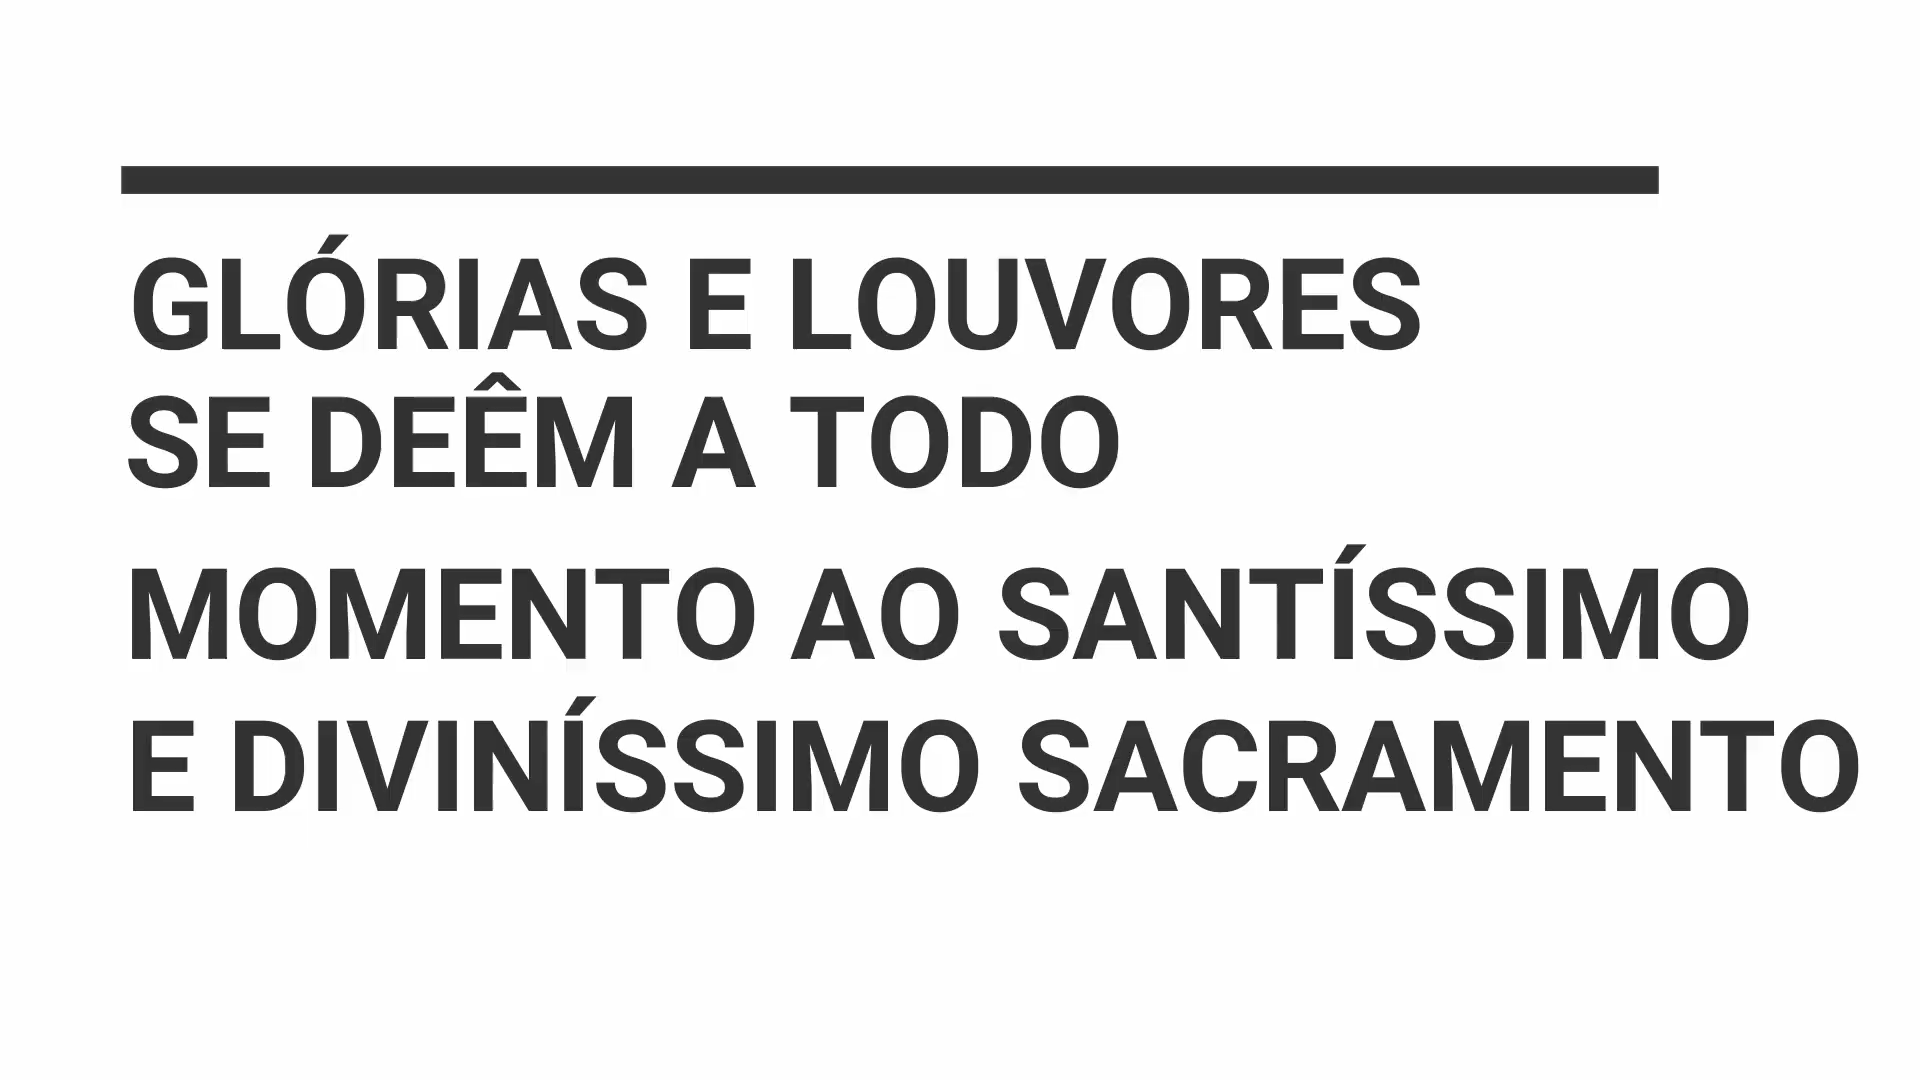 GLÓRIAS E LOUVORES
SE DEÊM A TODO
MOMENTO AO SANTÍSSIMO
E DIVINÍSSIMO SACRAMENTO